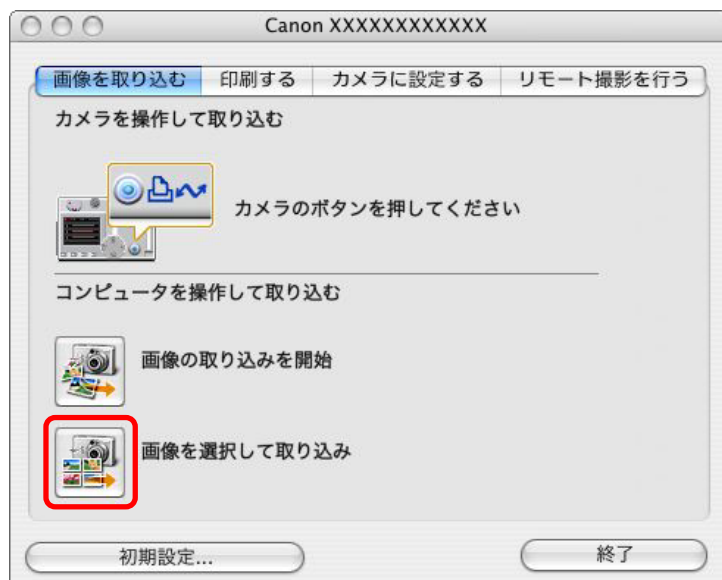 Canon XXXXXXXXXXXX
画像を取り込む 印刷する カメラに設定する リモート撮影を行う
カメラを操作して取り込む
カメラのボタンを押してください
コンピュータを操作して取り込む
画像の取り込みを開始
画像を選択して取り込み
初期設定... 終了